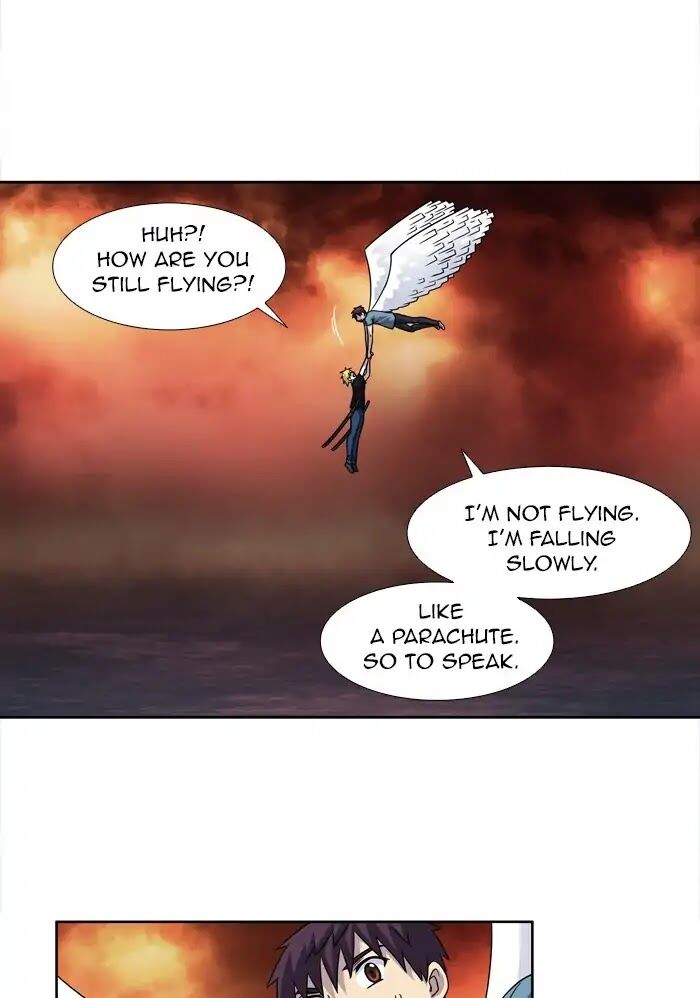 HUH?!
HOW ARE YOU
STILL FLYING?!
I'M NOT FLYING.
I'M FALLING
SLOWLY.
LIKE
A PARACHUTE.
SO TO SPEAK.